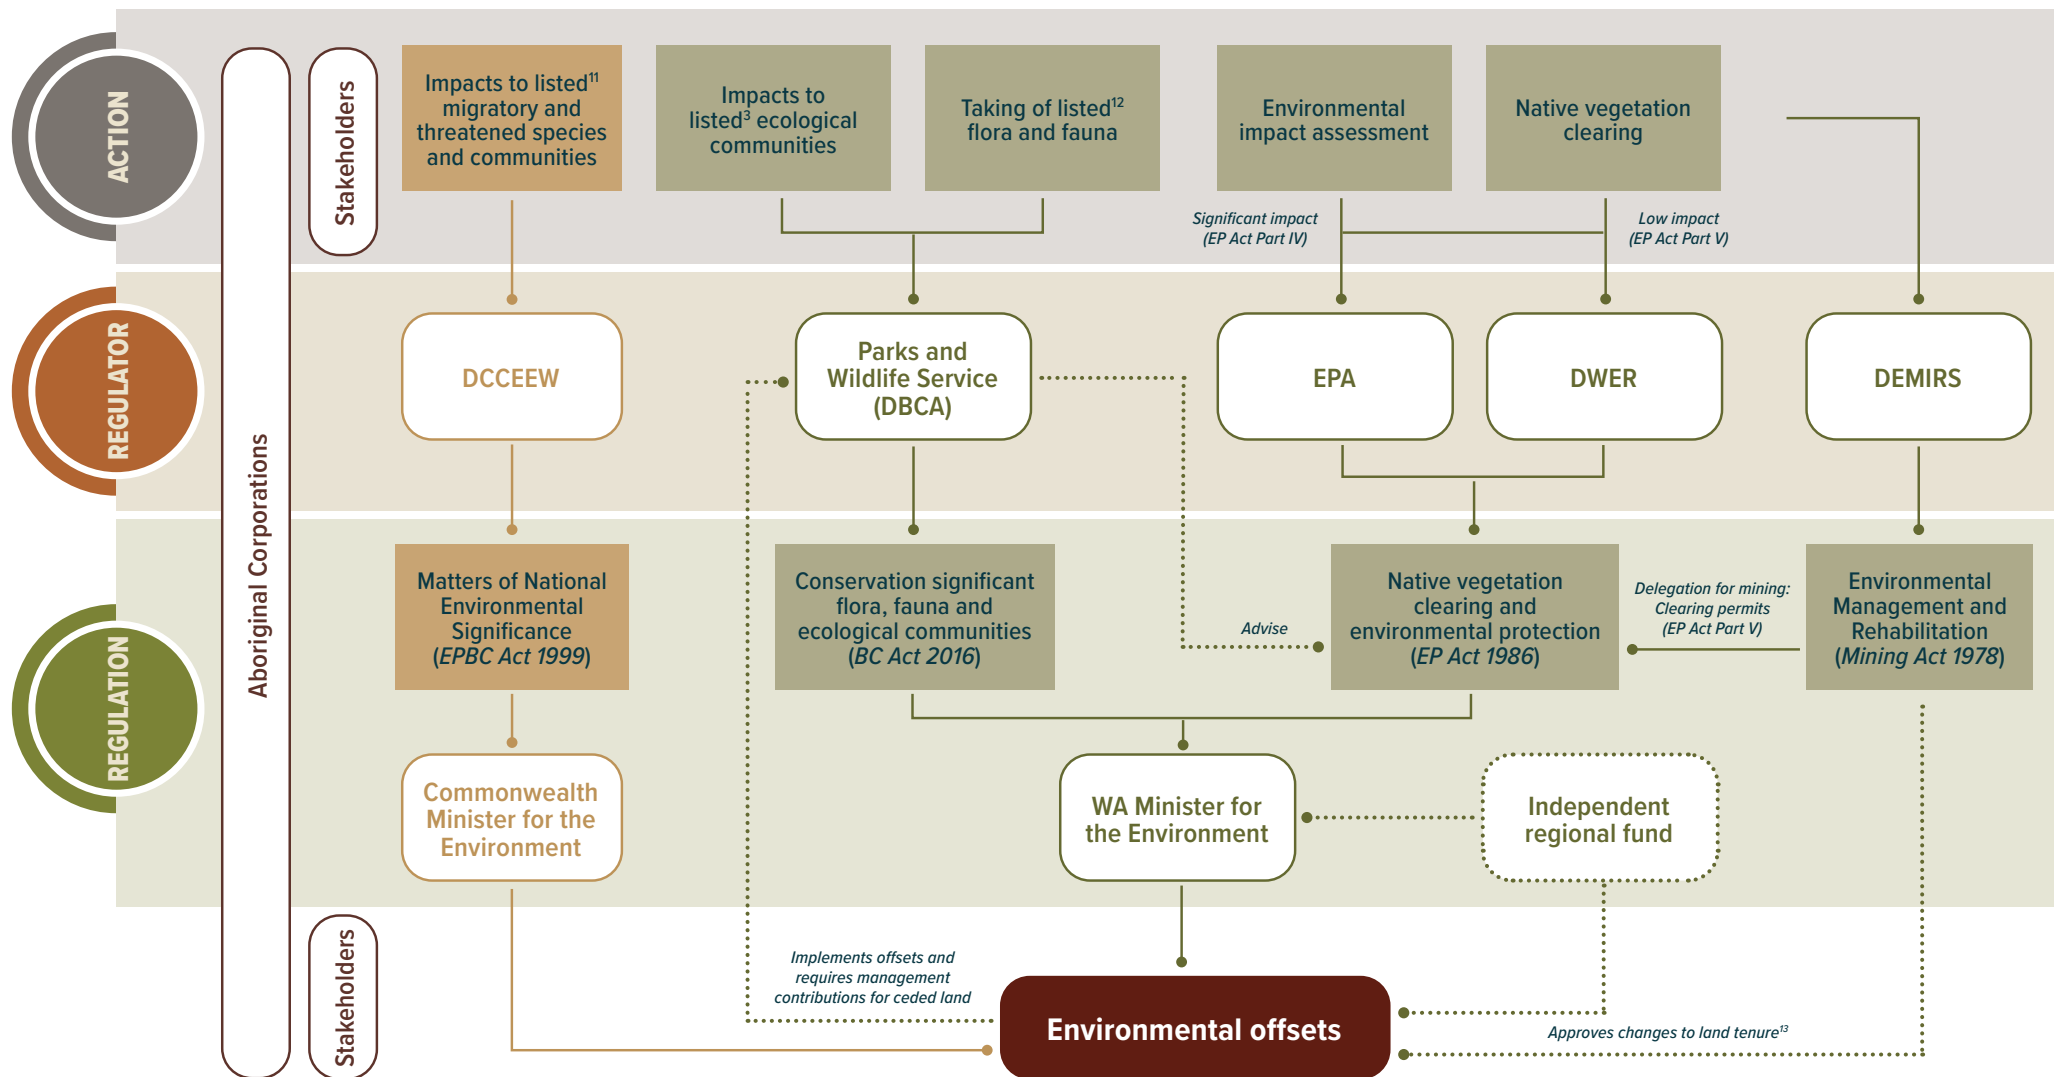 ACTION
Aboriginal Corporations
Stakeholders
Impacts to listed¹¹
migratory and
threatened species
and communities
Impacts to
listed³ ecological
communities
Taking of listed¹²
flora and fauna
Environmental
impact assessment
Native vegetation
clearing
Significant impact
(EP Act Part IV)
Low impact
(EP Act Part V)
REGULATOR
DCCEEW
Parks and
Wildlife Service
(DBCA)
EPA
DWER
DEMIRS
REGULATION
Matters of National
Environmental
Significance
(EPBC Act 1999)
Conservation significant
flora, fauna and
ecological communities
(BC Act 2016)
Advise
Native vegetation
clearing and
environmental protection
(EP Act 1986)
Delegation for mining:
Clearing permits
(EP Act Part V)
Environmental
Management and
Rehabilitation
(Mining Act 1978)
Commonwealth
Minister for the
Environment
WA Minister for
the Environment
Independent
regional fund
Stakeholders
Implements offsets and
requires management
contributions for ceded land
Environmental offsets
Approves changes to land tenure¹³